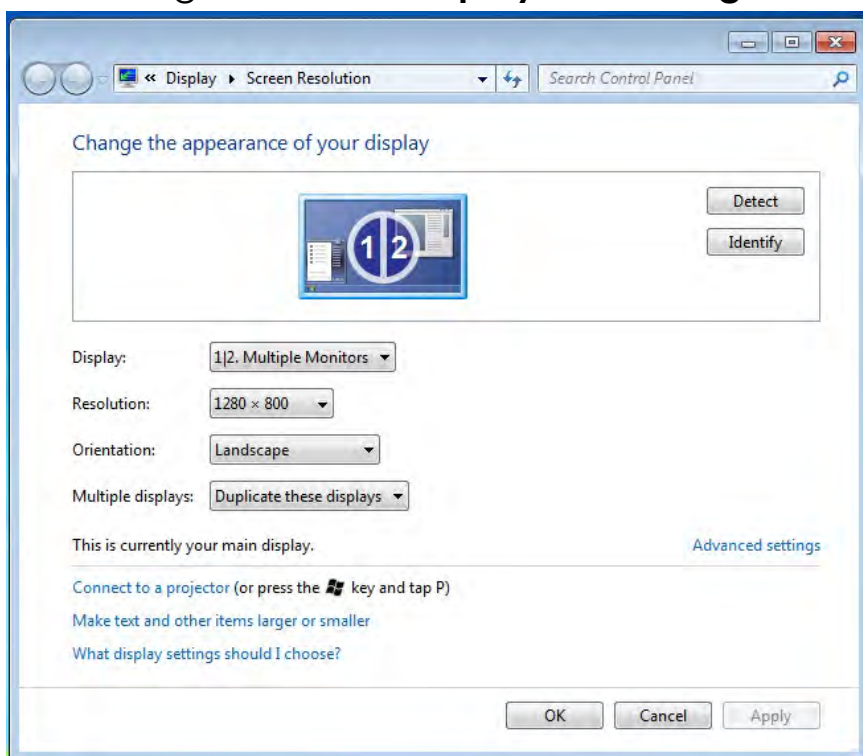 « Display ▸ Screen Resolution
Search Control Panel
Change the appearance of your display
1 2
Detect
Identify
Display: 1|2. Multiple Monitors
Resolution: 1280 × 800
Orientation: Landscape
Multiple displays: Duplicate these displays
This is currently your main display. Advanced settings
Connect to a projector (or press the key and tap P)
Make text and other items larger or smaller
What display settings should I choose?
OK Cancel Apply